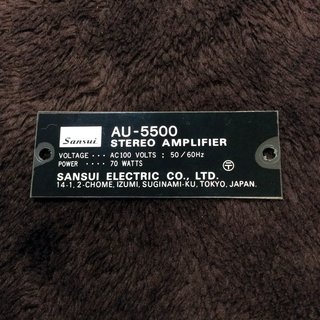 Sansui
AU-5500
STEREO AMPLIFIER
VOLTAGE ··· AC100 VOLTS ; 50/60Hz
POWER ··· 70 WATTS
SANSUI ELECTRIC CO., LTD.
14-1, 2-CHOME, IZUMI, SUGINAMI-KU, TOKYO, JAPAN.